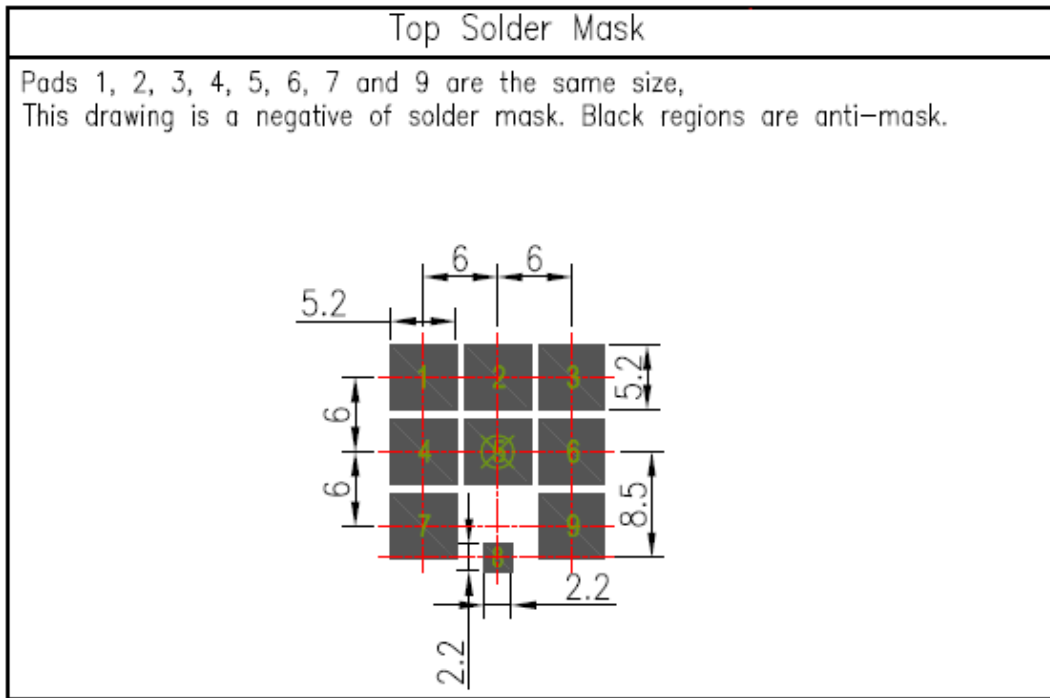 Top Solder Mask
Pads 1, 2, 3, 4, 5, 6, 7 and 9 are the same size,
This drawing is a negative of solder mask. Black regions are anti-mask.
6 6
5.2
1 2 3 5.2
6
4 5 6
6 8.5
7 9
8
2.2
2.2